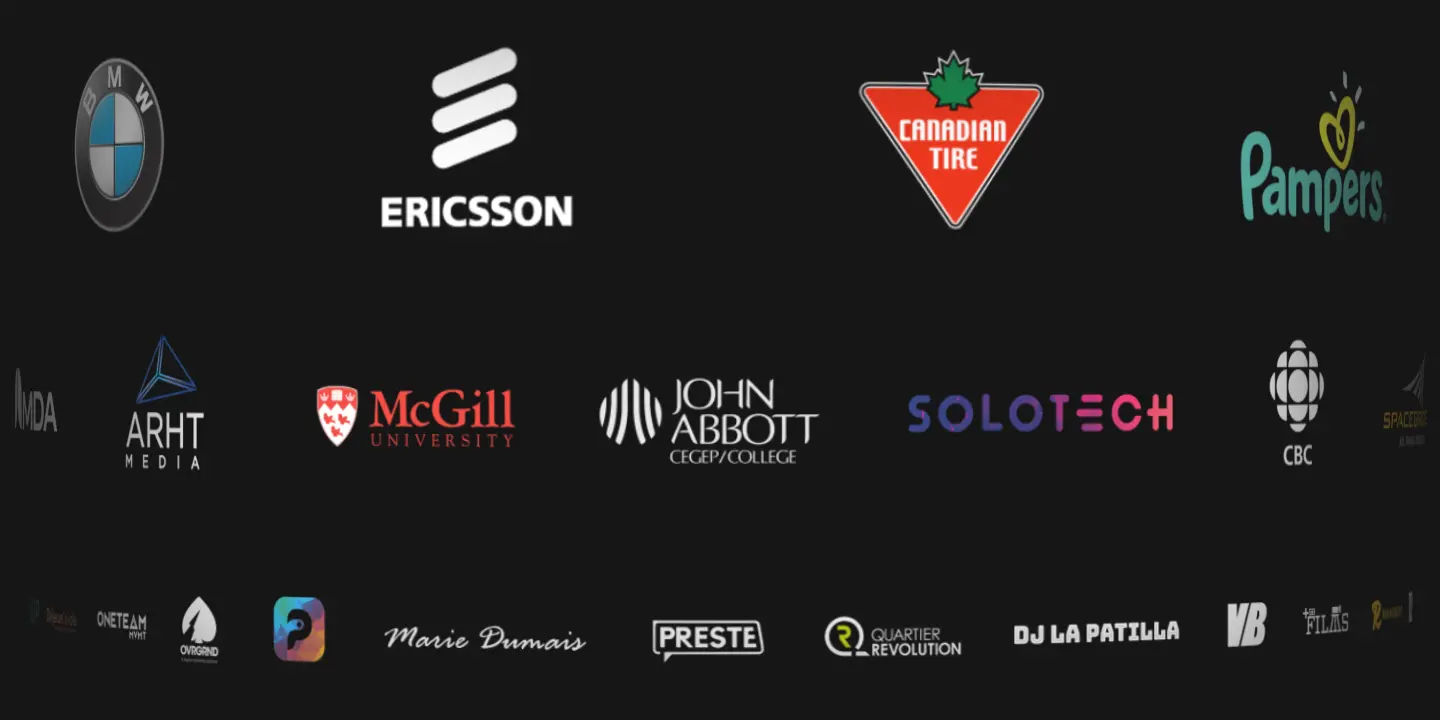 BMW
ERICSSON
CANADIAN
TIRE
Pampers
MDA
ARHT
MEDIA
McGill
UNIVERSITY
JOHN
ABBOTT
CEGEP/COLLEGE
SOLOTECH
CBC
ONETEAM
MVMT
OVRGRND
Marie Dumais
PRESTE
QUARTIER
REVOLUTION
DJ LA PATILLA
VB
FILMS